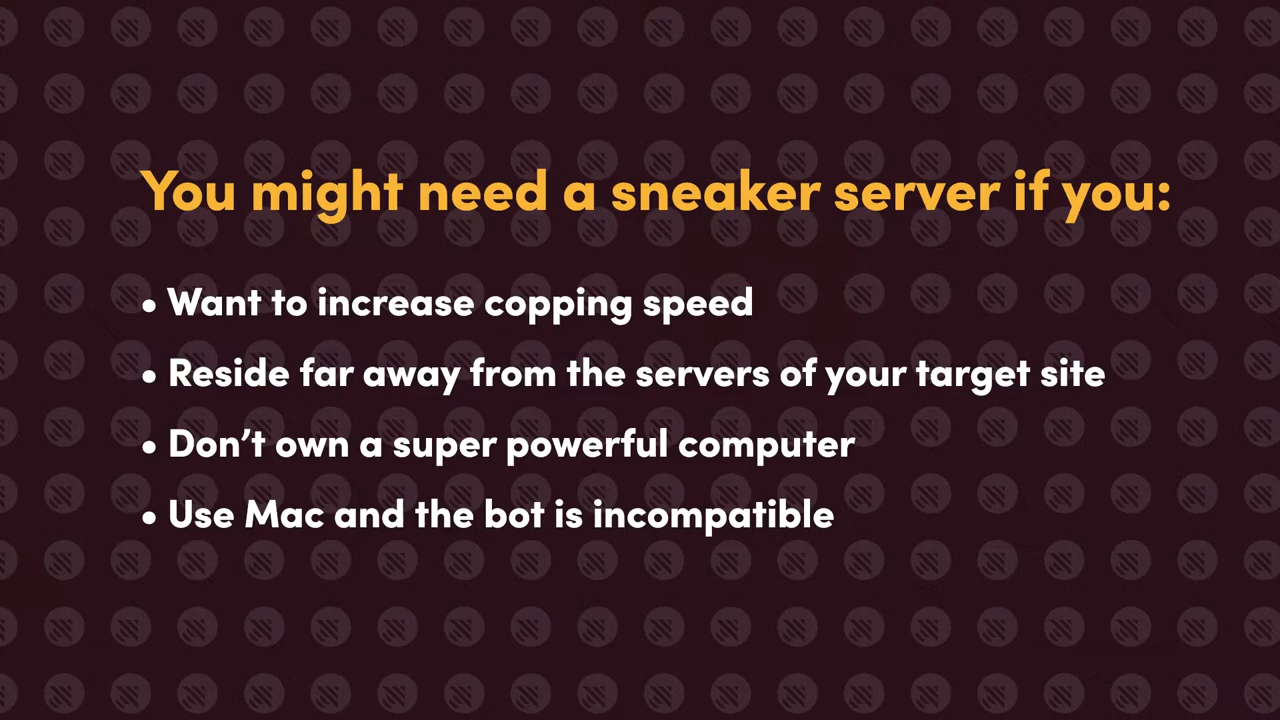 You might need a sneaker server if you:
• Want to increase copping speed
• Reside far away from the servers of your target site
• Don’t own a super powerful computer
• Use Mac and the bot is incompatible